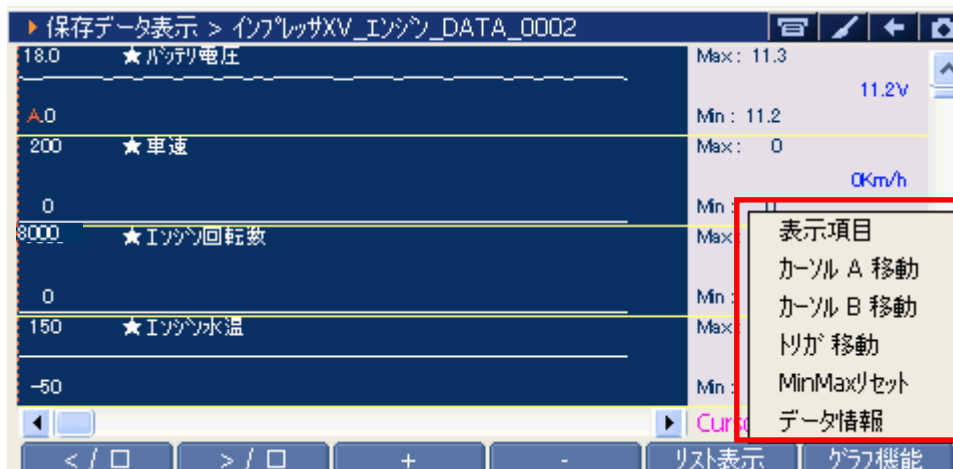 保存データ表示 > インプレッサXV_エンジン_DATA_0002
18.0 ★バッテリ電圧 Max: 11.3
11.2V
A.0 Min: 11.2
200 ★車速 Max: 0
0Km/h
0 Min: 0
8000 ★エンジン回転数 Max
0 Min:
150 ★エンジン水温 Max
-50 Min:
表示項目
カーソル A 移動
カーソル B 移動
トリガ 移動
MinMaxリセット
データ情報
</ロ >/ロ + - リスト表示 グラフ機能